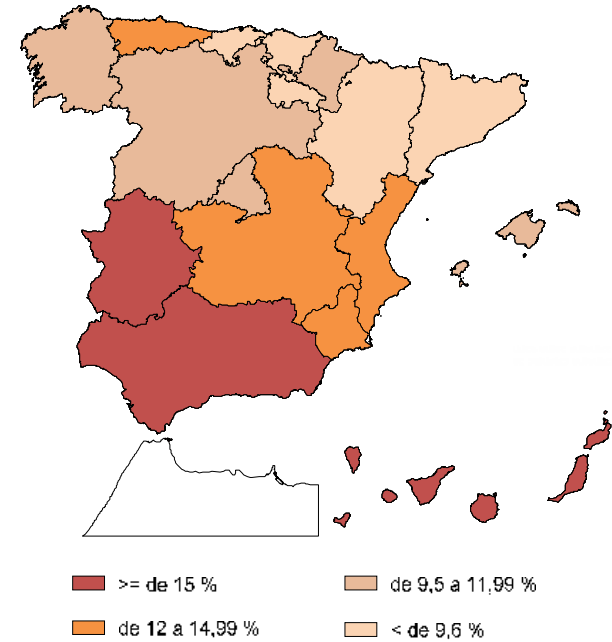 >= de 15 %
de 9,5 a 11,99 %
de 12 a 14,99 %
< de 9,6 %